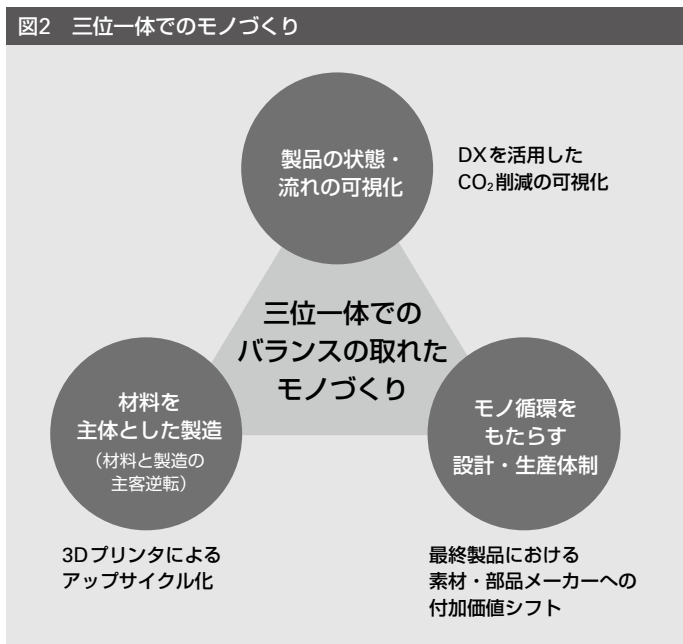 図2 三位一体でのモノづくり
製品の状態・
流れの可視化
DXを活用した
CO₂削減の可視化
三位一体での
バランスの取れた
モノづくり
材料を
主体とした製造
(材料と製造の
主客逆転)
モノ循環を
もたらす
設計・生産体制
3Dプリンタによる
アップサイクル化
最終製品における
素材・部品メーカーへの
付加価値シフト